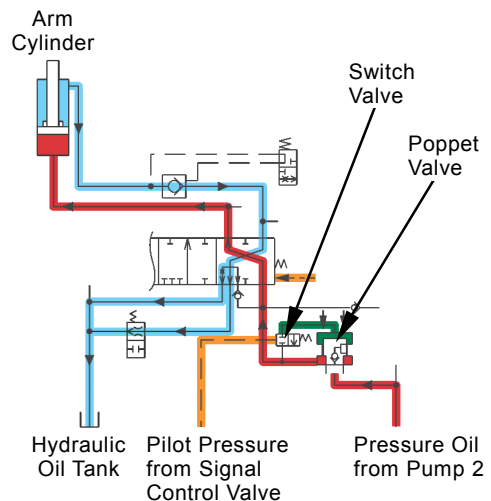 Arm
Cylinder
Switch
Valve
Poppet
Valve
Hydraulic
Oil Tank
Pilot Pressure
from Signal
Control Valve
Pressure Oil
from Pump 2